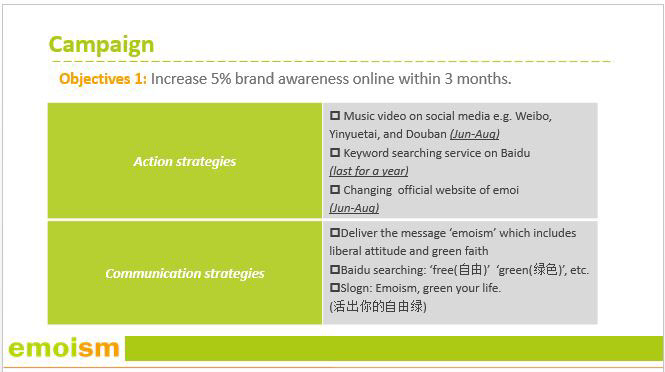 Campaign
Objectives 1: Increase 5% brand awareness online within 3 months.
Action strategies
Music video on social media e.g. Weibo,
Yinyuetai, and Douban (Jun-Aug)
Keyword searching service on Baidu
(last for a year)
Changing official website of emoi
(Jun-Aug)
Communication strategies
Deliver the message ‘emoism’ which includes
liberal attitude and green faith
Baidu searching: ‘free(自由)’ ‘green(绿色)’, etc.
Slogn: Emoism, green your life.
(活出你的自由绿)
emoism